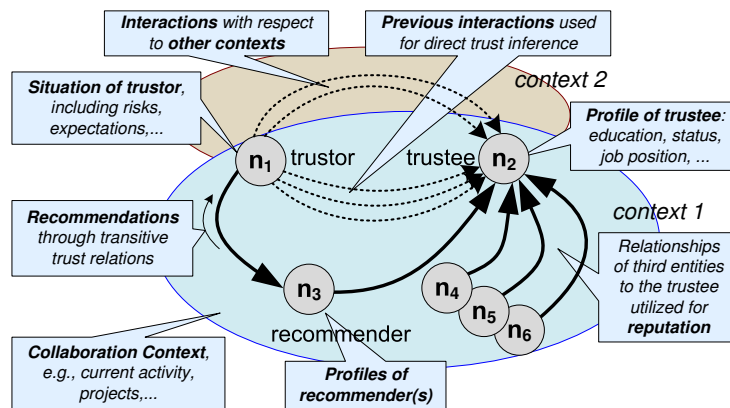 Interactions with respect
to other contexts
Previous interactions used
for direct trust inference
context 2
Situation of trustor,
including risks,
expectations,...
Profile of trustee:
education, status,
job position, ...
n1
trustor
trustee
n2
context 1
Recommendations
through transitive
trust relations
Relationships
of third entities
to the trustee
utilized for
reputation
n3
n4
n5
n6
recommender
Collaboration Context,
e.g., current activity,
projects,...
Profiles of
recommender(s)